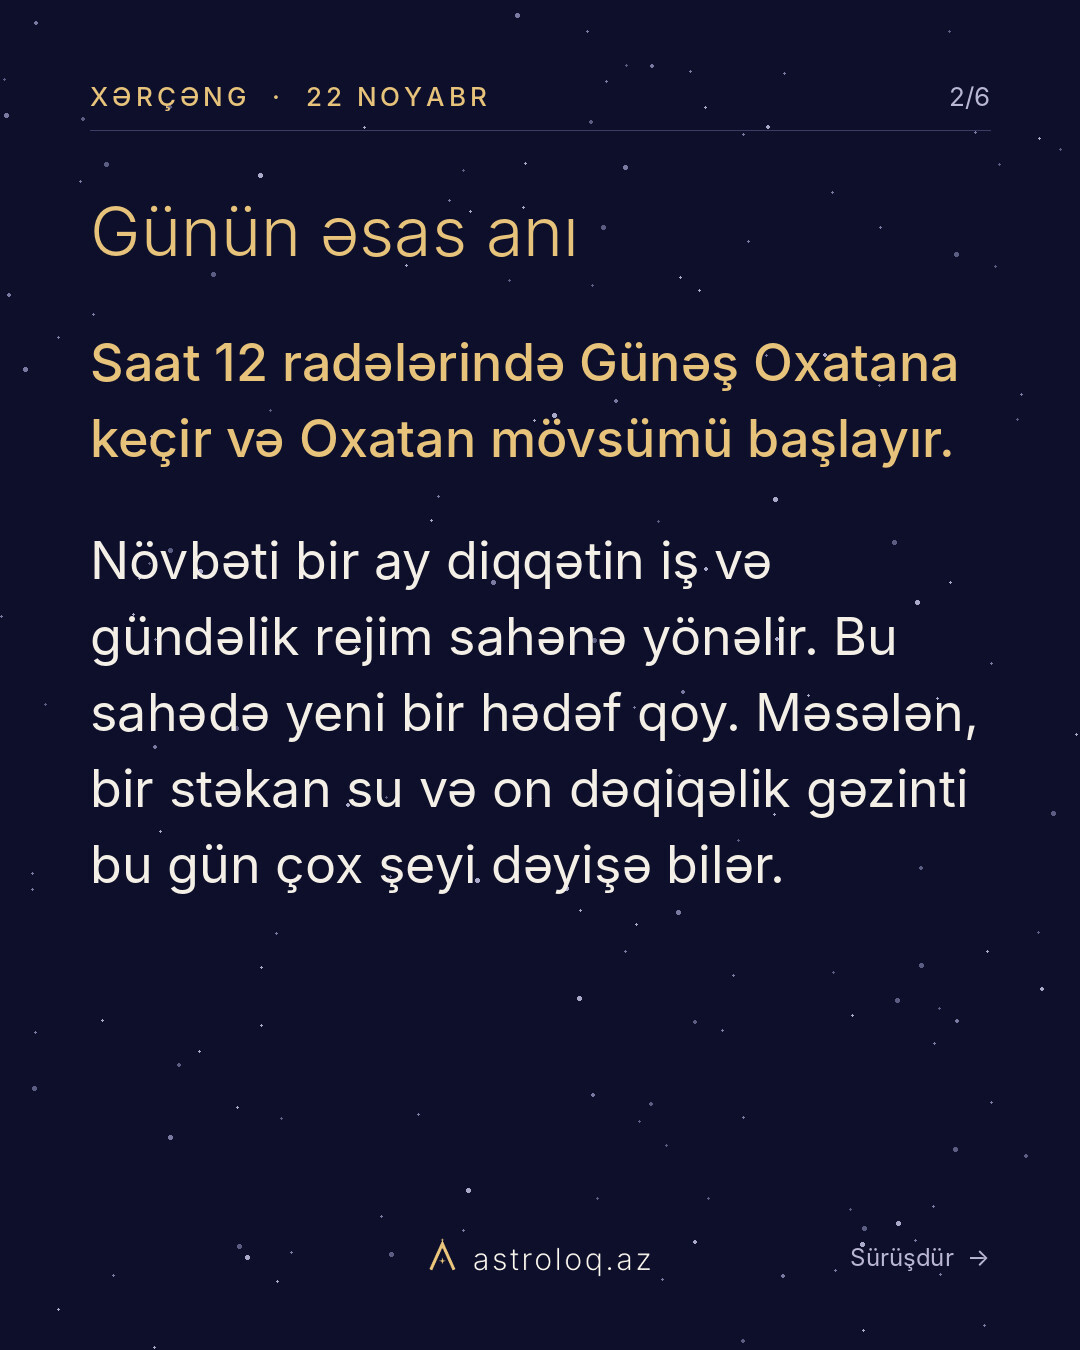 XƏRÇƏNG · 22 NOYABR
2/6
Günün əsas anı
Saat 12 radələrində Günəş Oxatana
keçir və Oxatan mövsümü başlayır.
Növbəti bir ay diqqətin iş və
gündəlik rejim sahənə yönəlir. Bu
sahədə yeni bir hədəf qoy. Məsələn,
bir stəkan su və on dəqiqəlik gəzinti
bu gün çox şeyi dəyişə bilər.
astroloq.az
Sürüşdür →